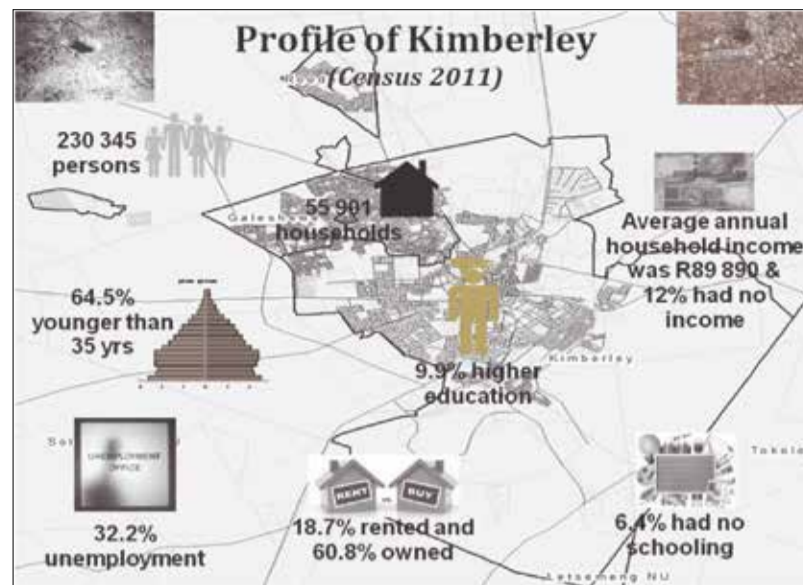 Profile of Kimberley
(Census 2011)
230 345
persons
55 901
households
Average annual
household income
was R89 890 &
12% had no
income
64.5%
younger than
35 yrs
Kimberley
9.9% higher
education
UNEMPLOYMENT
OFFICE
Tokolo
RENT
BUY
32.2%
unemployment
18.7% rented and
60.8% owned
6.4% had no
schooling
Letsemeng NU